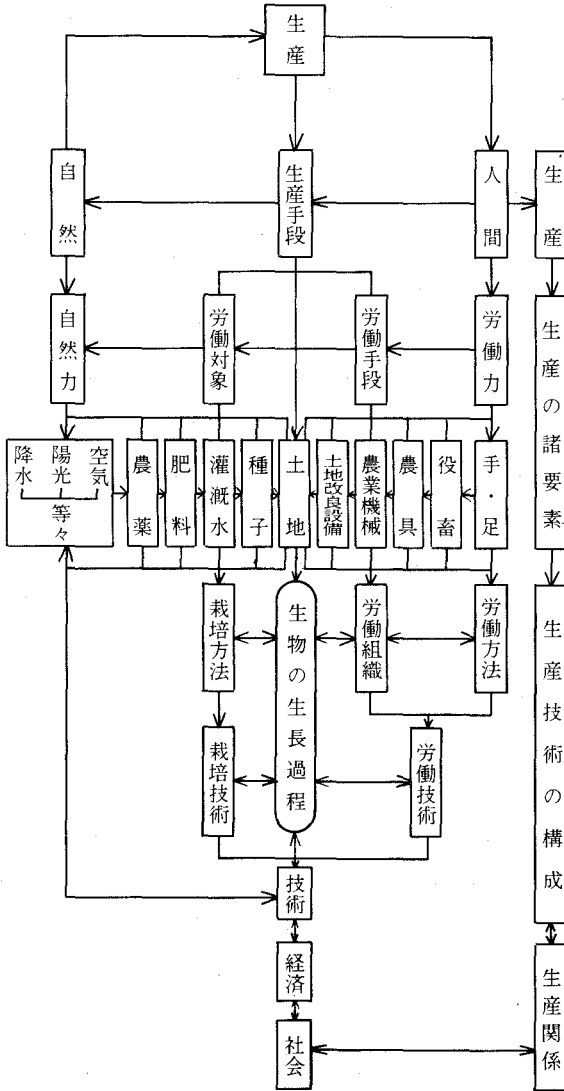 生産
自然
生産手段
人間
生産
自然力
労働対象
労働手段
労働力
生産の諸要素
空気
陽光
降水
等々
農薬
肥料
灌漑水
種子
土地
土地改良設備
農業機械
農具
役畜
手・足
栽培方法
生物の生長過程
労働組織
労働方法
生産技術の構成
栽培技術
労働技術
技術
経済
社会
生産関係